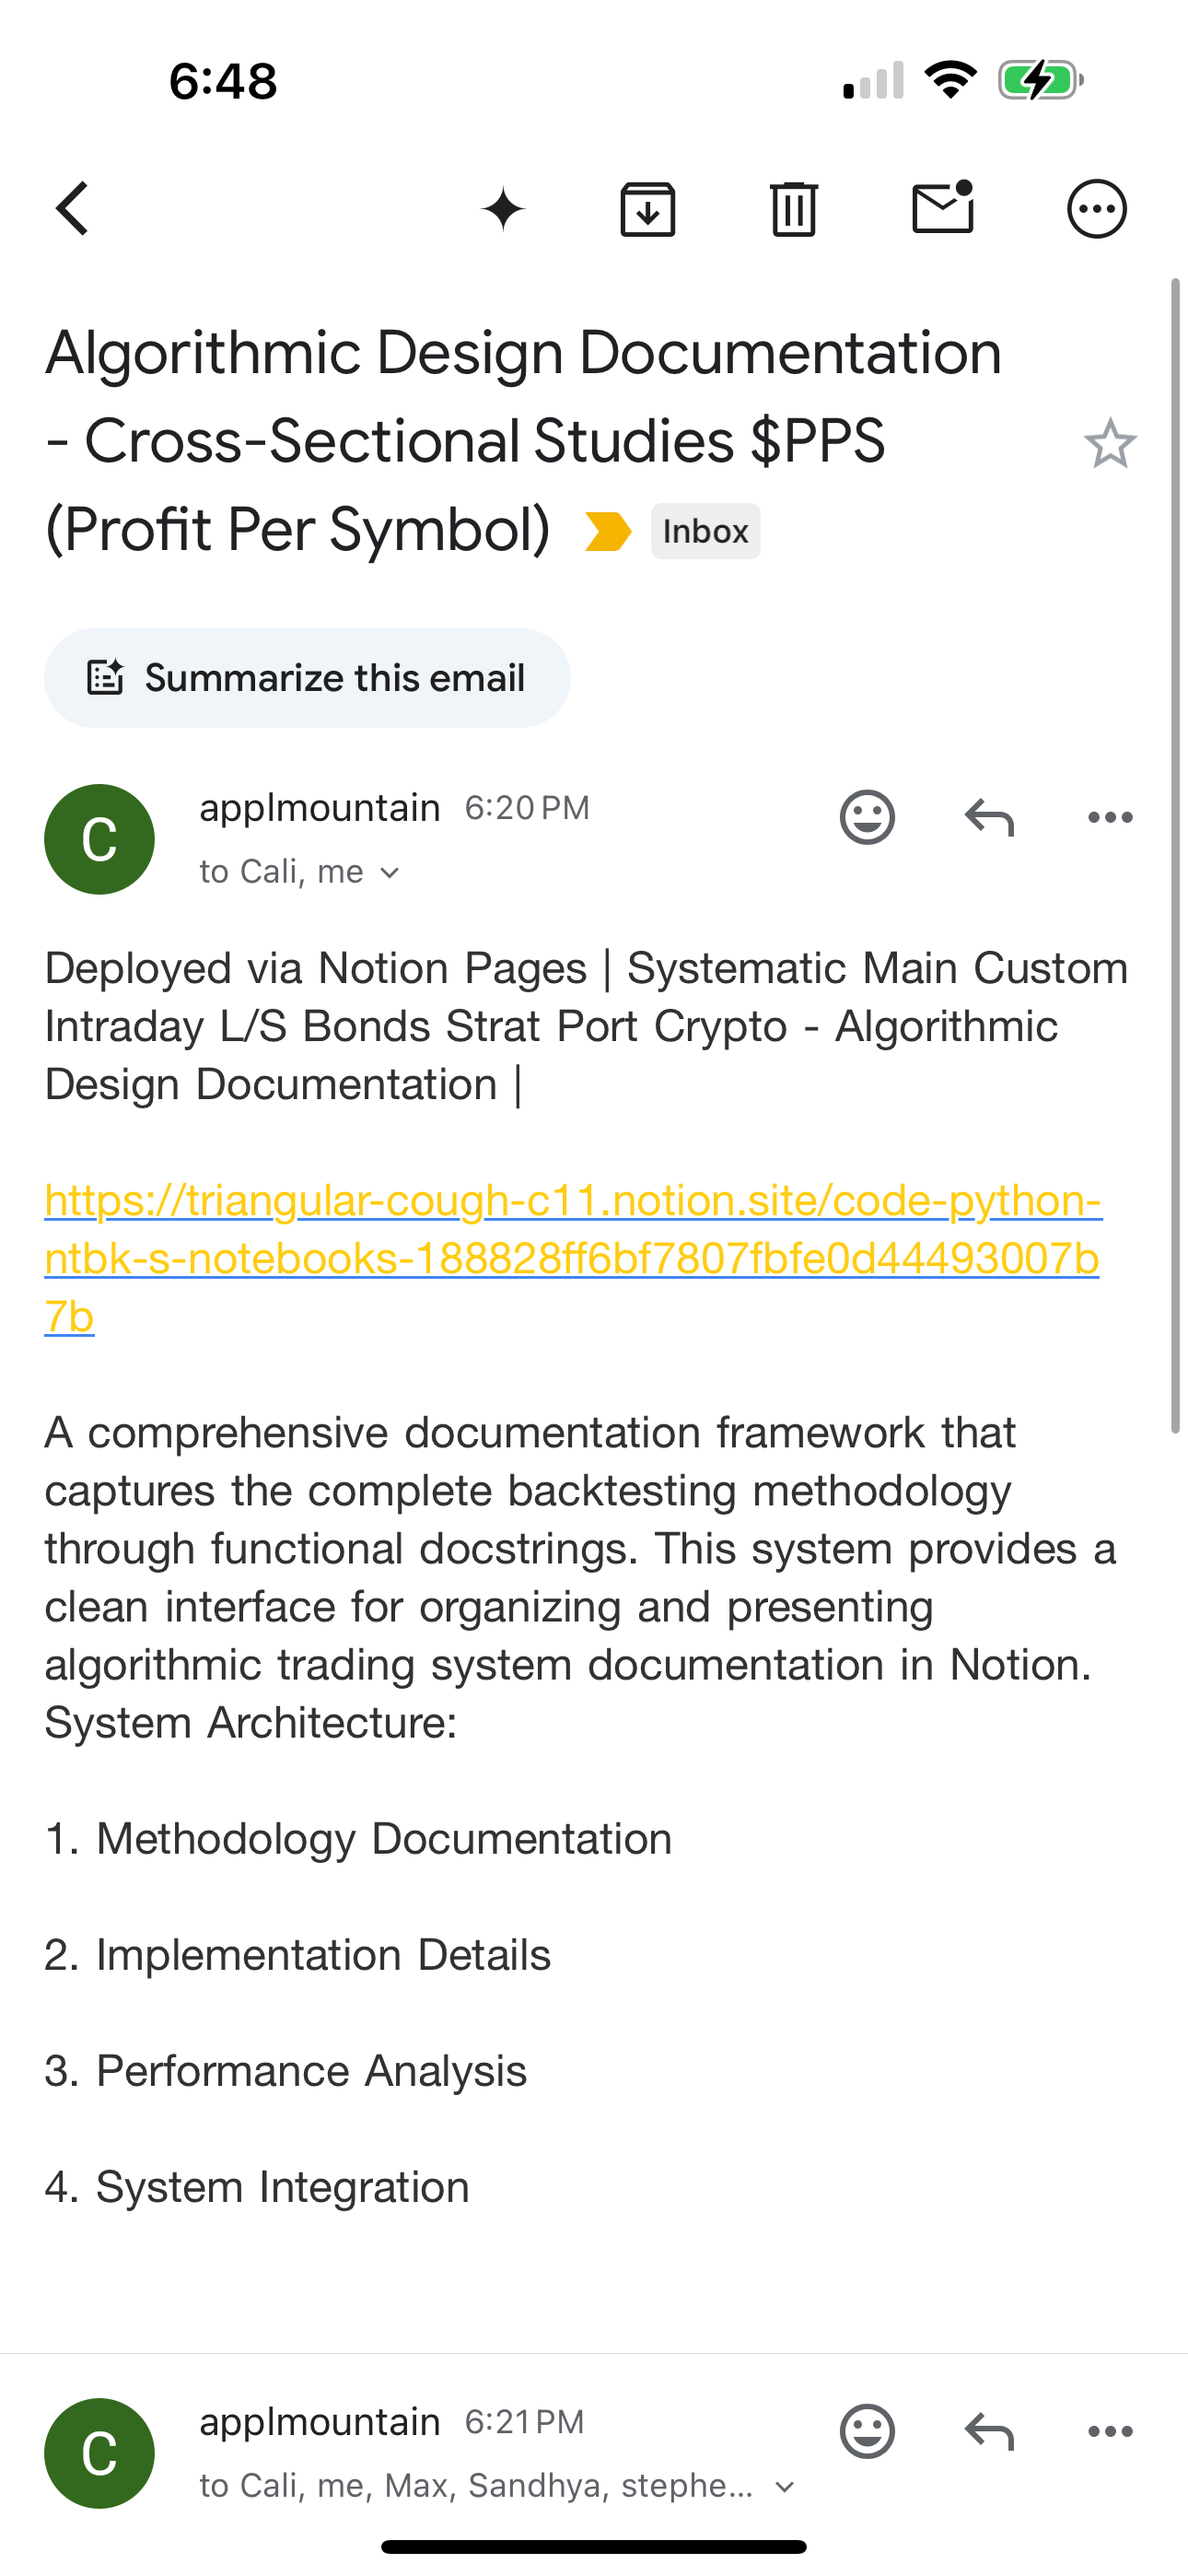 6:48
Algorithmic Design Documentation
- Cross-Sectional Studies $PPS
(Profit Per Symbol) Inbox
Summarize this email
C
applmountain 6:20 PM
to Cali, me
Deployed via Notion Pages | Systematic Main Custom
Intraday L/S Bonds Strat Port Crypto - Algorithmic
Design Documentation |
https://triangular-cough-c11.notion.site/code-python-
ntbk-s-notebooks-188828ff6bf7807fbfe0d44493007b
7b
A comprehensive documentation framework that
captures the complete backtesting methodology
through functional docstrings. This system provides a
clean interface for organizing and presenting
algorithmic trading system documentation in Notion.
System Architecture:
1. Methodology Documentation
2. Implementation Details
3. Performance Analysis
4. System Integration
C
applmountain 6:21 PM
to Cali, me, Max, Sandhya, stephe...